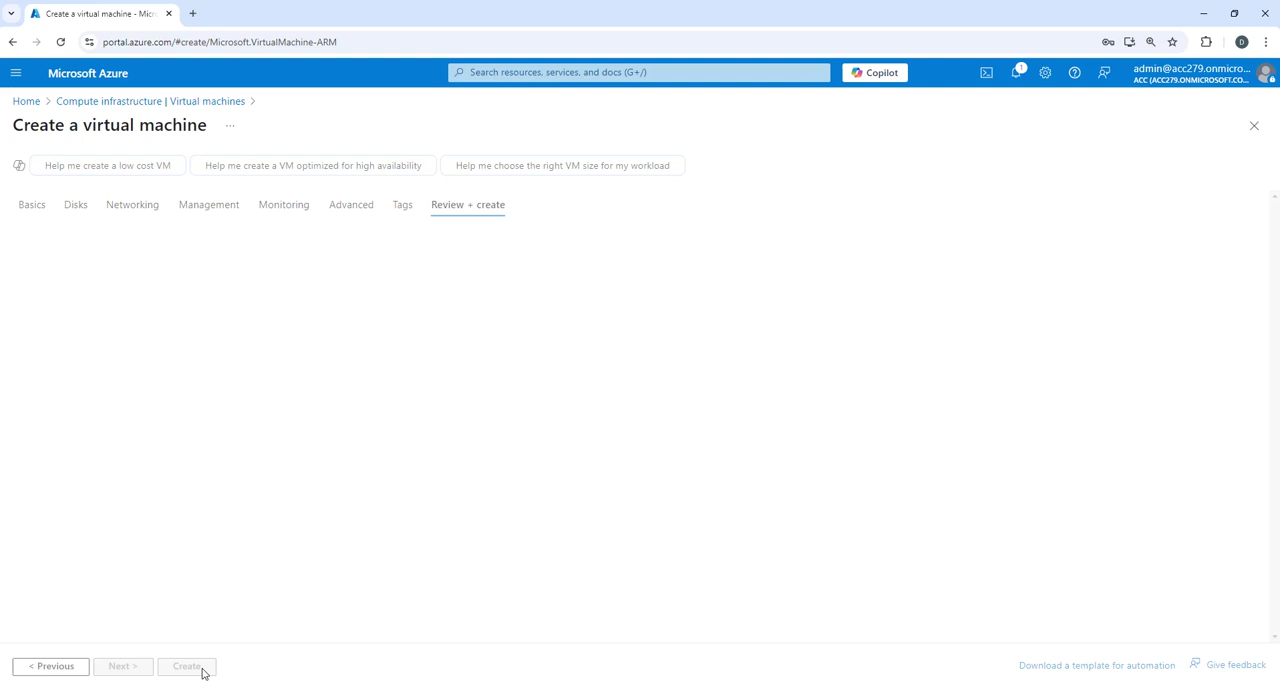 Create a virtual machine - Micro
portal.azure.com/#create/Microsoft.VirtualMachine-ARM
D
Microsoft Azure
Search resources, services, and docs (G+/)
Copilot
1
admin@acc279.onmicro...
ACC (ACC279.ONMICROSOFT.CO...
Home > Compute infrastructure | Virtual machines >
Create a virtual machine ...
Help me create a low cost VM
Help me create a VM optimized for high availability
Help me choose the right VM size for my workload
Basics Disks Networking Management Monitoring Advanced Tags Review + create
< Previous Next > Create
Download a template for automation
Give feedback